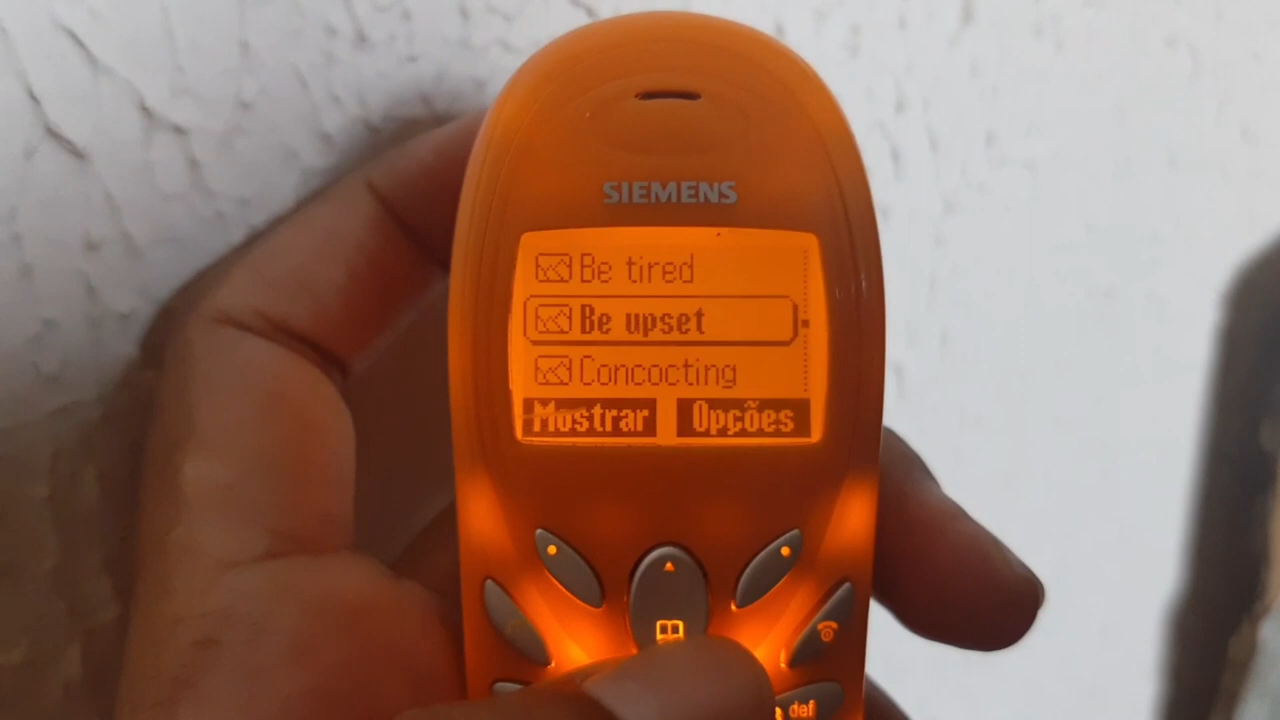 SIEMENS
Be tired
Be upset
Concocting
Mostrar Opções
def